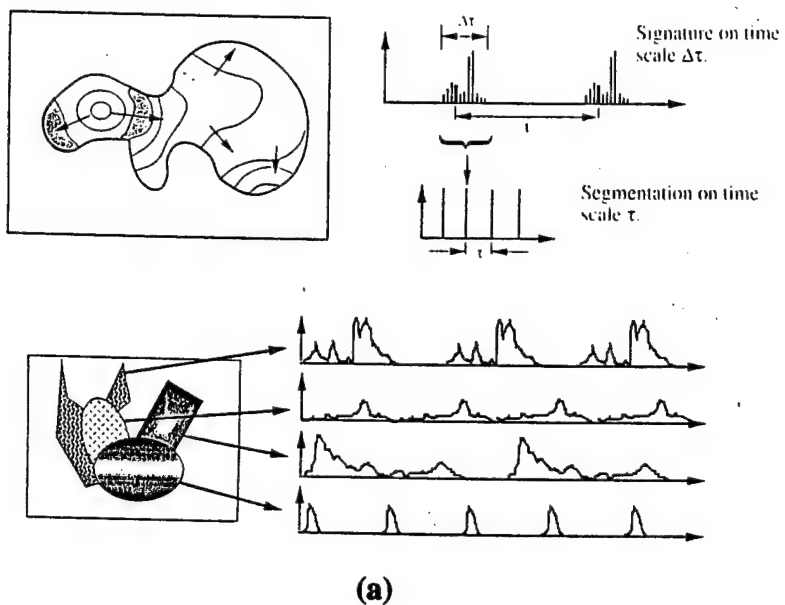 Δτ
Signature on time
scale Δτ.
Segmentation on time
scale τ.
τ
(a)